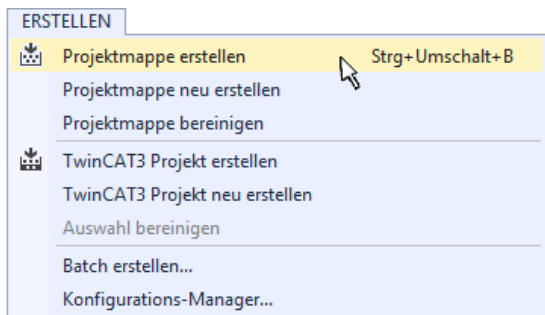 ERSTELLEN
Projektmappe erstellen Strg+Umschalt+B
Projektmappe neu erstellen
Projektmappe bereinigen
TwinCAT3 Projekt erstellen
TwinCAT3 Projekt neu erstellen
Auswahl bereinigen
Batch erstellen...
Konfigurations-Manager...